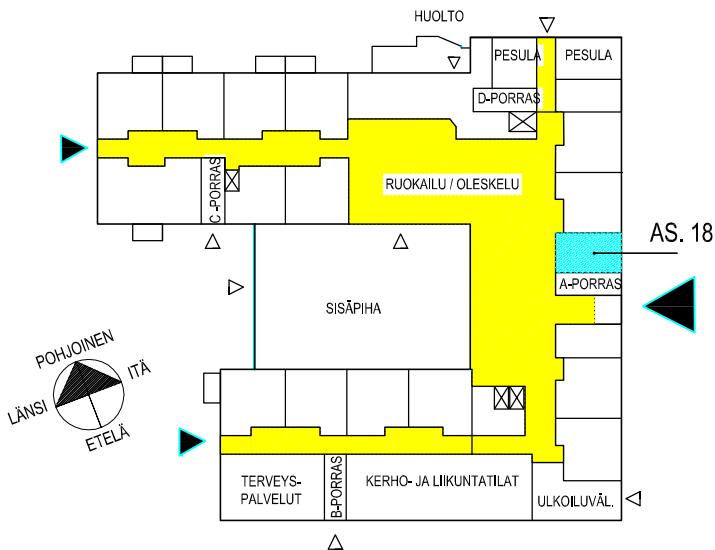 HUOLTO
PESULA
PESULA
D-PORRAS
C-PORRAS
RUOKAILU / OLESKELU
AS. 18
A-PORRAS
SISÄPIHA
POHJOINEN
ITÄ
LÄNSI
ETELÄ
TERVEYS-
PALVELUT
B-PORRAS
KERHO- JA LIIKUNTATILAT
ULKOILUVÄL.